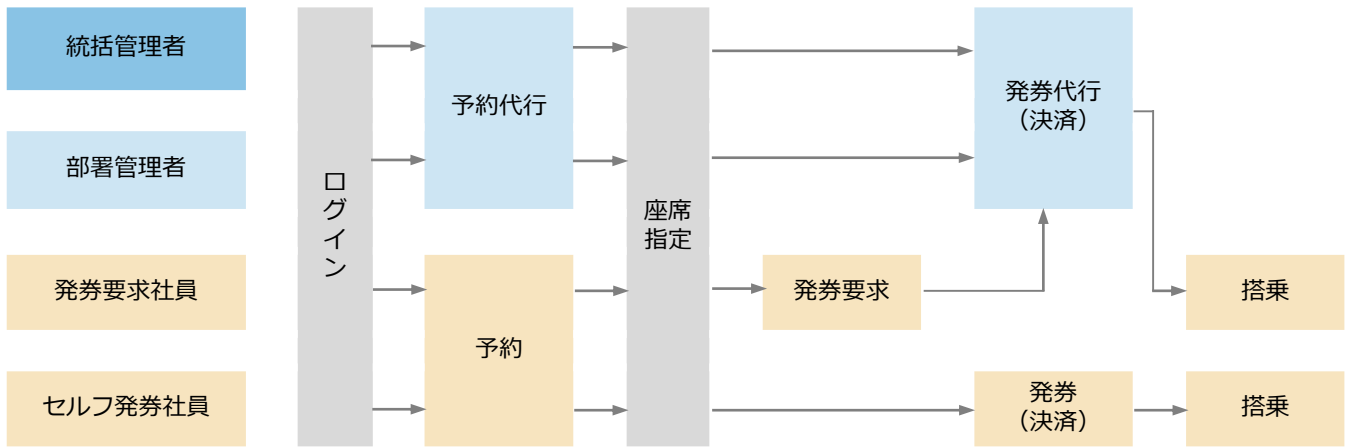 統括管理者
部署管理者
発券要求社員
セルフ発券社員
ログイン
予約代行
予約
座席
指定
発券要求
発券代行
（決済）
発券
（決済）
搭乗
搭乗